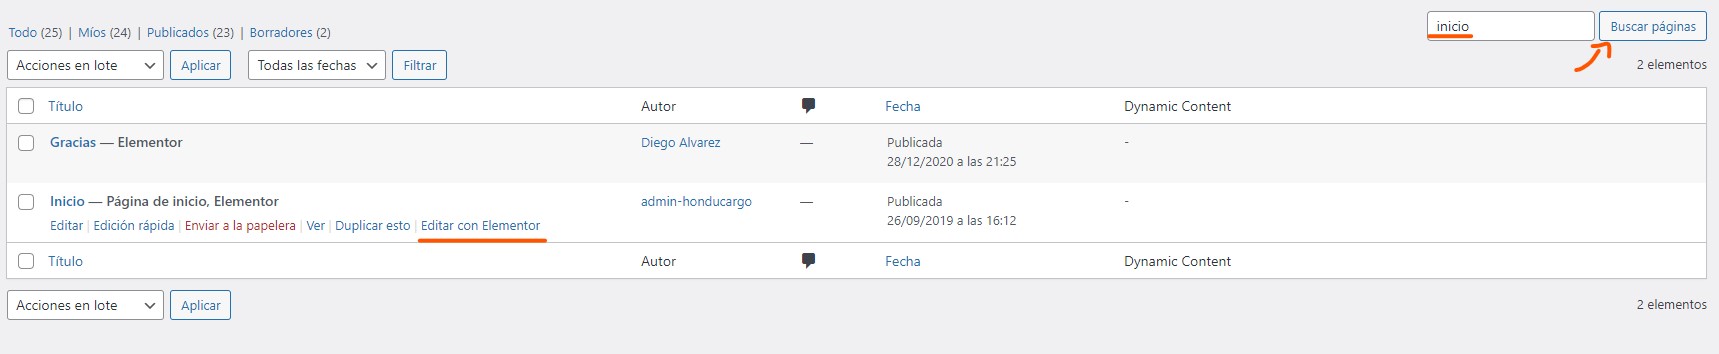 Todo (25) | Míos (24) | Publicados (23) | Borradores (2)
inicio
Buscar páginas
Acciones en lote
Aplicar
Todas las fechas
Filtrar
2 elementos
Título Autor Fecha Dynamic Content
Gracias — Elementor Diego Alvarez — Publicada -
28/12/2020 a las 21:25
Inicio — Página de inicio, Elementor admin-honducargo — Publicada -
Editar | Edición rápida | Enviar a la papelera | Ver | Duplicar esto | Editar con Elementor 26/09/2019 a las 16:12
Título Autor Fecha Dynamic Content
Acciones en lote
Aplicar
2 elementos